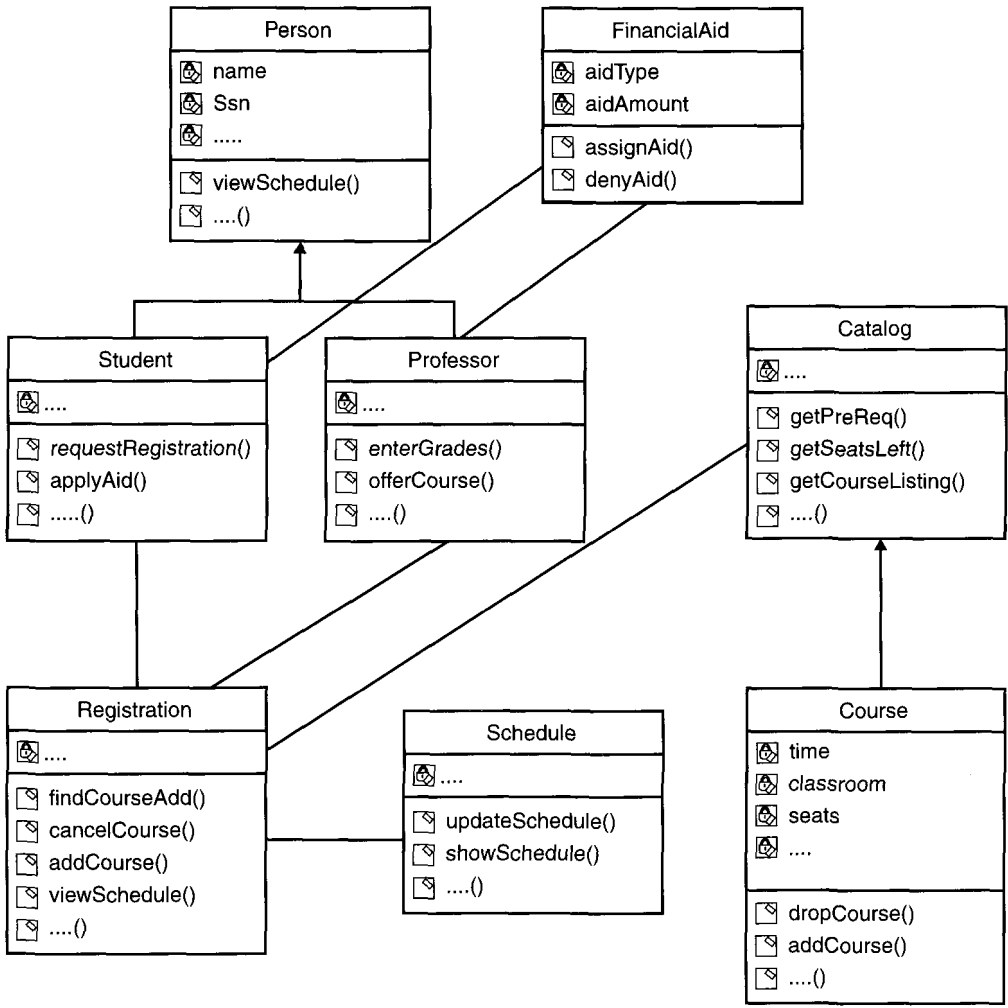 Person
name
Ssn
.....
viewSchedule()
....()
FinancialAid
aidType
aidAmount
assignAid()
denyAid()
Student
....
requestRegistration()
applyAid()
.....()
Professor
....
enterGrades()
offerCourse()
....()
Catalog
....
getPreReq()
getSeatsLeft()
getCourseListing()
....()
Registration
....
findCourseAdd()
cancelCourse()
addCourse()
viewSchedule()
....()
Schedule
....
updateSchedule()
showSchedule()
....()
Course
time
classroom
seats
....
dropCourse()
addCourse()
....()